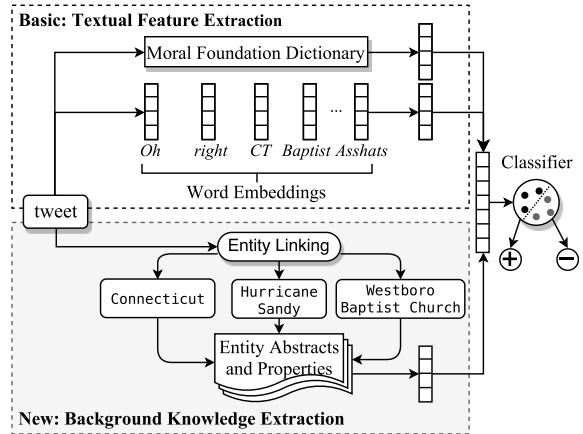 Basic: Textual Feature Extraction
Moral Foundation Dictionary
...
Oh right CT Baptist Asshats
Word Embeddings
Classifier
tweet
Entity Linking
+ −
Connecticut
Hurricane
Sandy
Westboro
Baptist Church
Entity Abstracts
and Properties
New: Background Knowledge Extraction